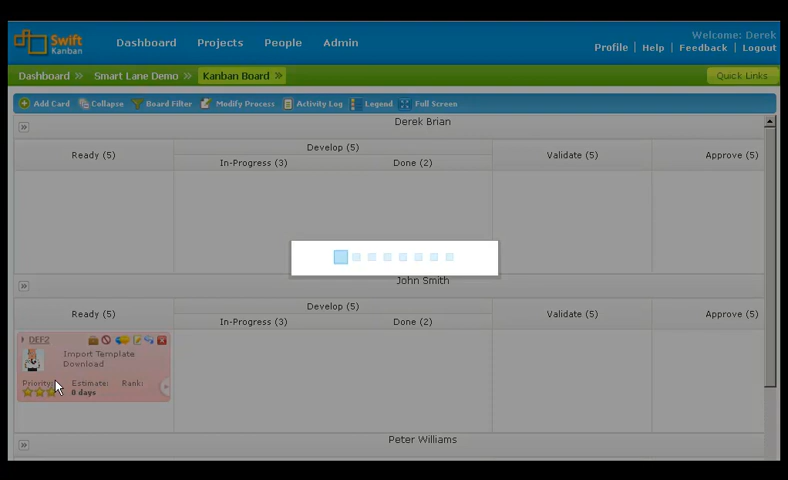 Welcome: Derek
Swift
Kanban
Dashboard Projects People Admin
Profile | Help | Feedback | Logout
Dashboard » Smart Lane Demo » Kanban Board »
Quick Links
Add Card Collapse Board Filter Modify Process Activity Log Legend Full Screen
Derek Brian
Ready (5) Develop (5) Validate (5) Approve (5)
In-Progress (3) Done (2)
John Smith
Ready (5) Develop (5) Validate (5) Approve (5)
In-Progress (3) Done (2)
DEF2
Import Template
Download
Priority: Estimate: Rank:
0 days
Peter Williams